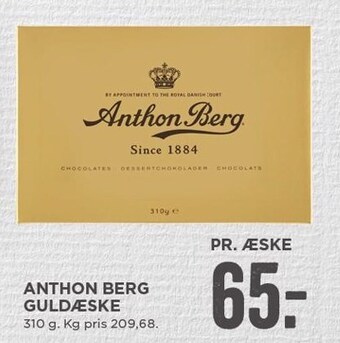 BY APPOINTMENT TO THE ROYAL DANISH COURT
Anthon Berg
Since 1884
CHOCOLATES DESSERTCHOKOLADER CHOCOLATS
310g e
PR. ÆSKE
65:-
ANTHON BERG
GULDÆSKE
310 g. Kg pris 209,68.